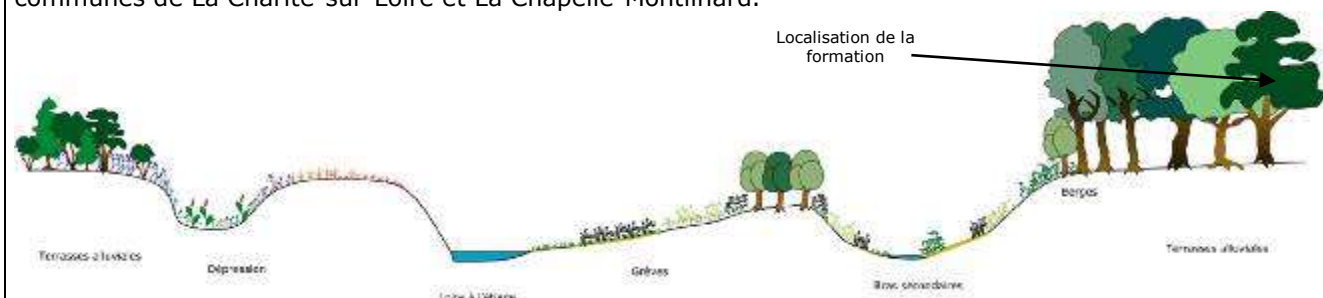 communes de La Charité-sur-Loire et La Chapelle-Montlinard.
Localisation de la
formation
Berges
Terrasses alluviales
Dépression
Loire à l'étiage
Grèves
Bras secondaires
Terrasses alluviales